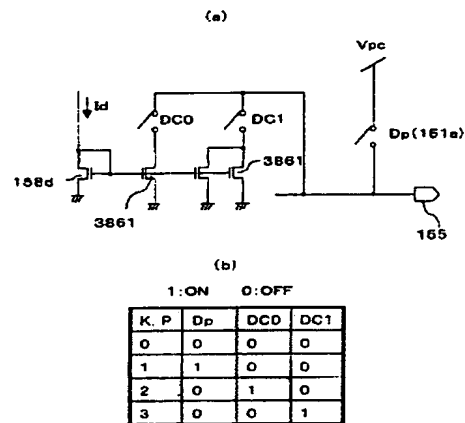 (a)
Vpc
Id
DC0
DC1
Dp(151a)
158d
3861
3861
155
(b)
1:ON 0:OFF
K. P Dp DC0 DC1
0 0 0 0
1 1 0 0
2 0 1 0
3 0 0 1